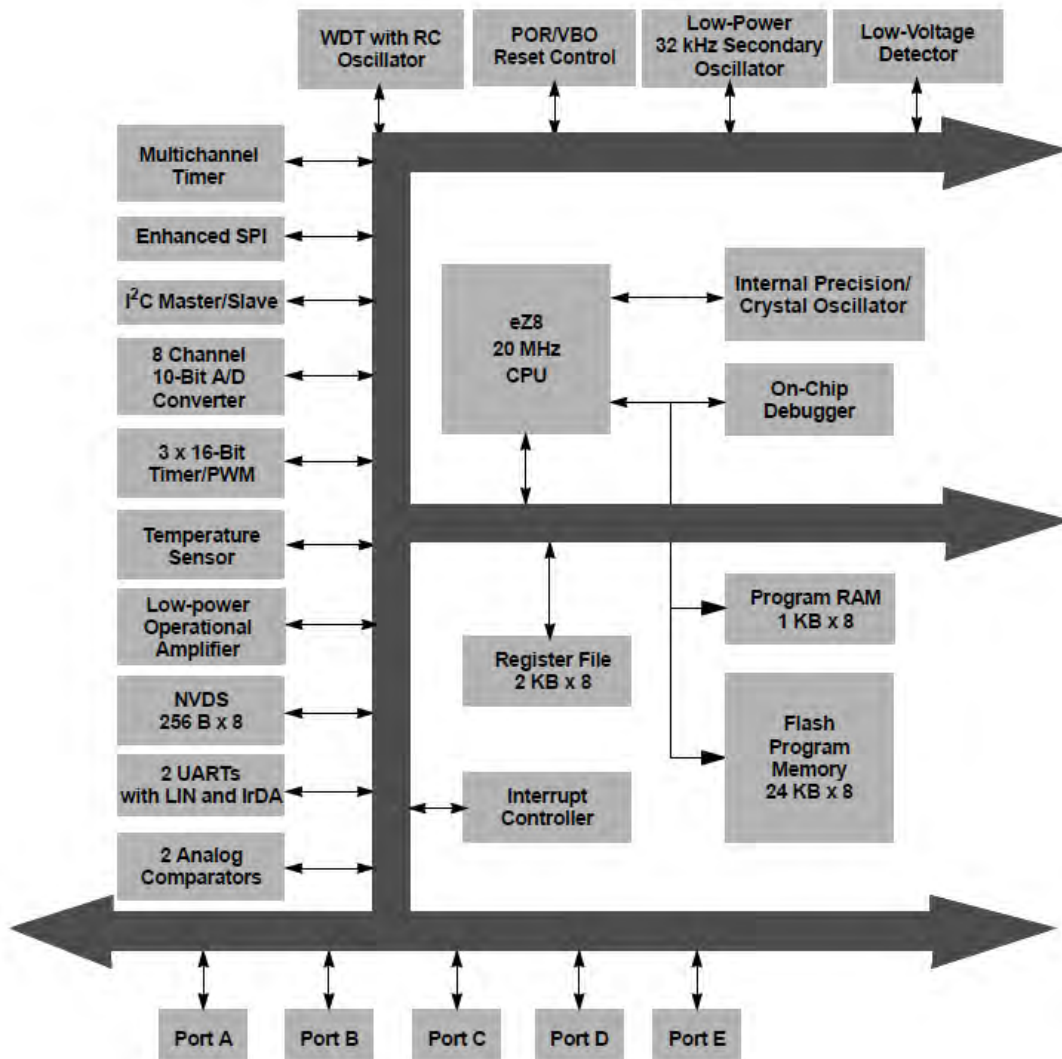 WDT with RC
Oscillator
POR/VBO
Reset Control
Low-Power
32 kHz Secondary
Oscillator
Low-Voltage
Detector
Multichannel
Timer
Enhanced SPI
I²C Master/Slave
8 Channel
10-Bit A/D
Converter
3 x 16-Bit
Timer/PWM
Temperature
Sensor
Low-power
Operational
Amplifier
NVDS
256 B x 8
2 UARTs
with LIN and IrDA
2 Analog
Comparators
eZ8
20 MHz
CPU
Internal Precision/
Crystal Oscillator
On-Chip
Debugger
Register File
2 KB x 8
Program RAM
1 KB x 8
Flash
Program
Memory
24 KB x 8
Interrupt
Controller
Port A
Port B
Port C
Port D
Port E